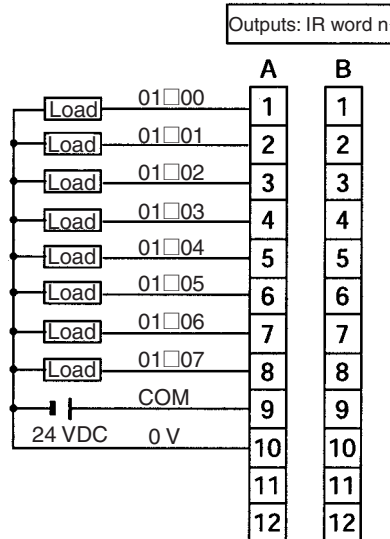 Outputs: IR word n
A B
Load 01□00 1 1
Load 01□01 2 2
Load 01□02 3 3
Load 01□03 4 4
Load 01□04 5 5
Load 01□05 6 6
Load 01□06 7 7
Load 01□07 8 8
COM 9 9
24 VDC 0 V 10 10
11 11
12 12